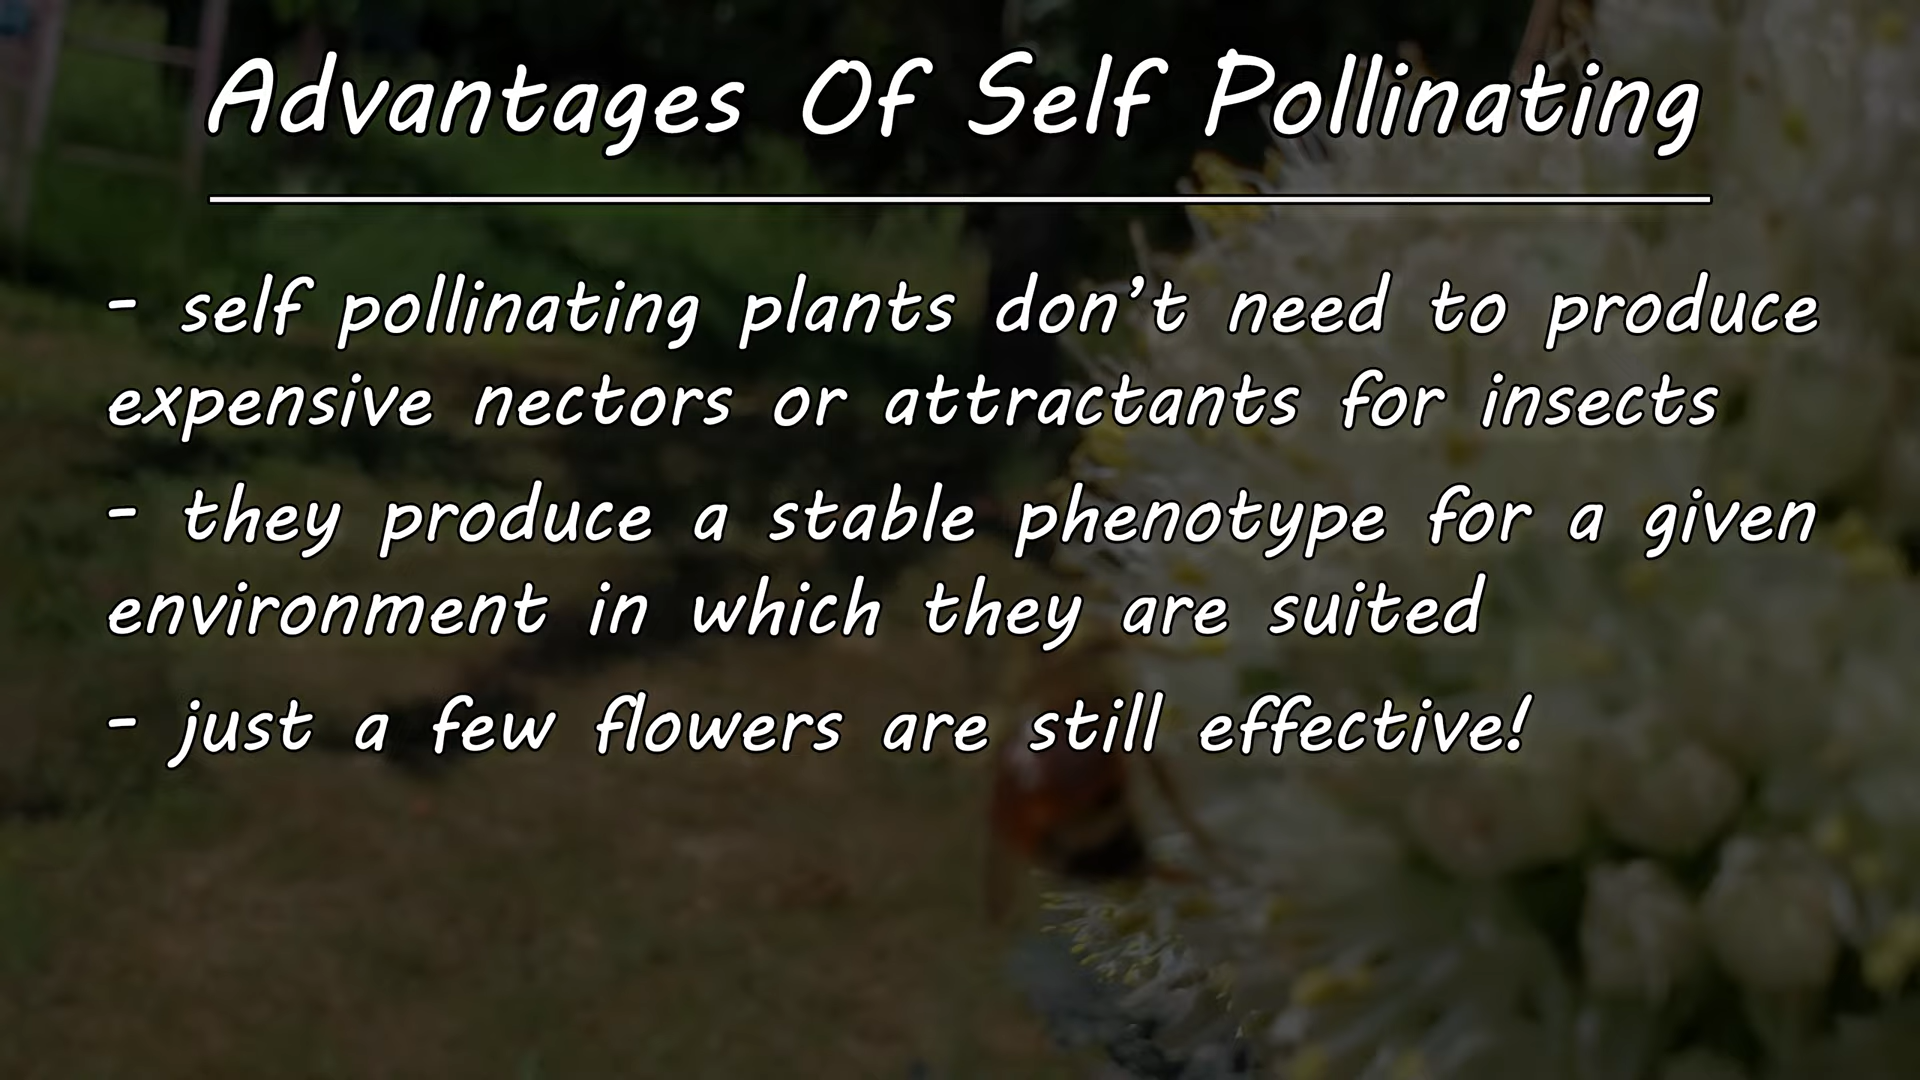 Advantages Of Self Pollinating
- self pollinating plants don’t need to produce
expensive nectors or attractants for insects
- they produce a stable phenotype for a given
environment in which they are suited
- just a few flowers are still effective!